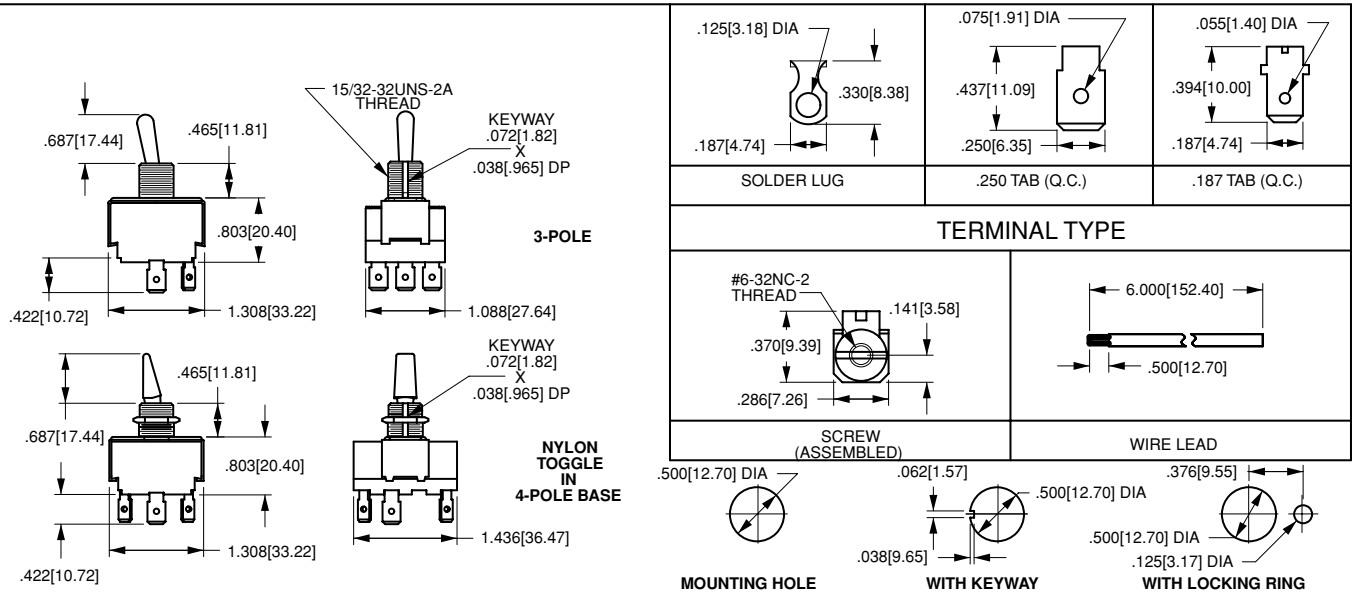 15/32-32UNS-2A
THREAD
.687[17.44]
.465[11.81]
KEYWAY
.072[1.82]
X
.038[.965] DP
.803[20.40]
3-POLE
.422[10.72]
1.308[33.22]
1.088[27.64]
KEYWAY
.072[1.82]
X
.038[.965] DP
.465[11.81]
.687[17.44]
.803[20.40]
NYLON
TOGGLE
IN
4-POLE BASE
1.308[33.22]
1.436[36.47]
.422[10.72]
.125[3.18] DIA
.330[8.38]
.187[4.74]
SOLDER LUG
.075[1.91] DIA
.437[11.09]
.250[6.35]
.250 TAB (Q.C.)
.055[1.40] DIA
.394[10.00]
.187[4.74]
.187 TAB (Q.C.)
TERMINAL TYPE
#6-32NC-2
THREAD
.141[3.58]
.370[9.39]
.286[7.26]
SCREW
(ASSEMBLED)
6.000[152.40]
.500[12.70]
WIRE LEAD
.500[12.70] DIA
MOUNTING HOLE
.062[1.57]
.500[12.70] DIA
.038[9.65]
WITH KEYWAY
.376[9.55]
.500[12.70] DIA
.125[3.17] DIA
WITH LOCKING RING